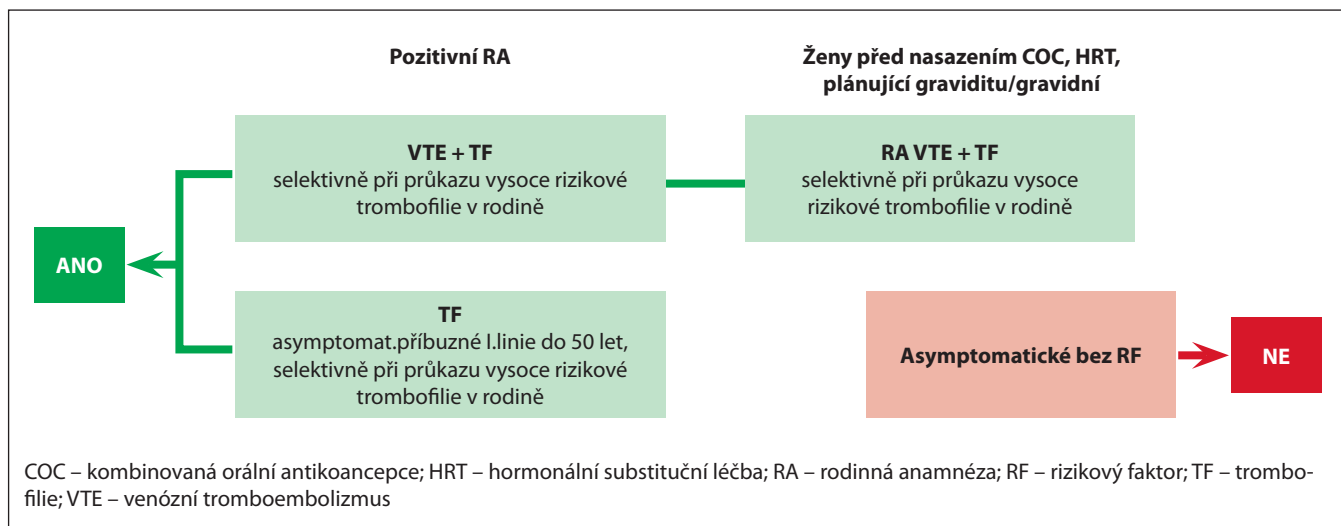 Pozitivní RA
Ženy před nasazením COC, HRT,
plánující graviditu/gravidní
VTE + TF
selektivně při průkazu vysoce rizikové
trombofilie v rodině
RA VTE + TF
selektivně při průkazu vysoce
rizikové trombofilie v rodině
ANO
TF
asymptomat.příbuzné I.linie do 50 let,
selektivně při průkazu vysoce rizikové
trombofilie v rodině
Asymptomatické bez RF
NE
COC – kombinovaná orální antikoancepce; HRT – hormonální substituční léčba; RA – rodinná anamnéza; RF – rizikový faktor; TF – trombo-
filie; VTE – venózní tromboembolizmus